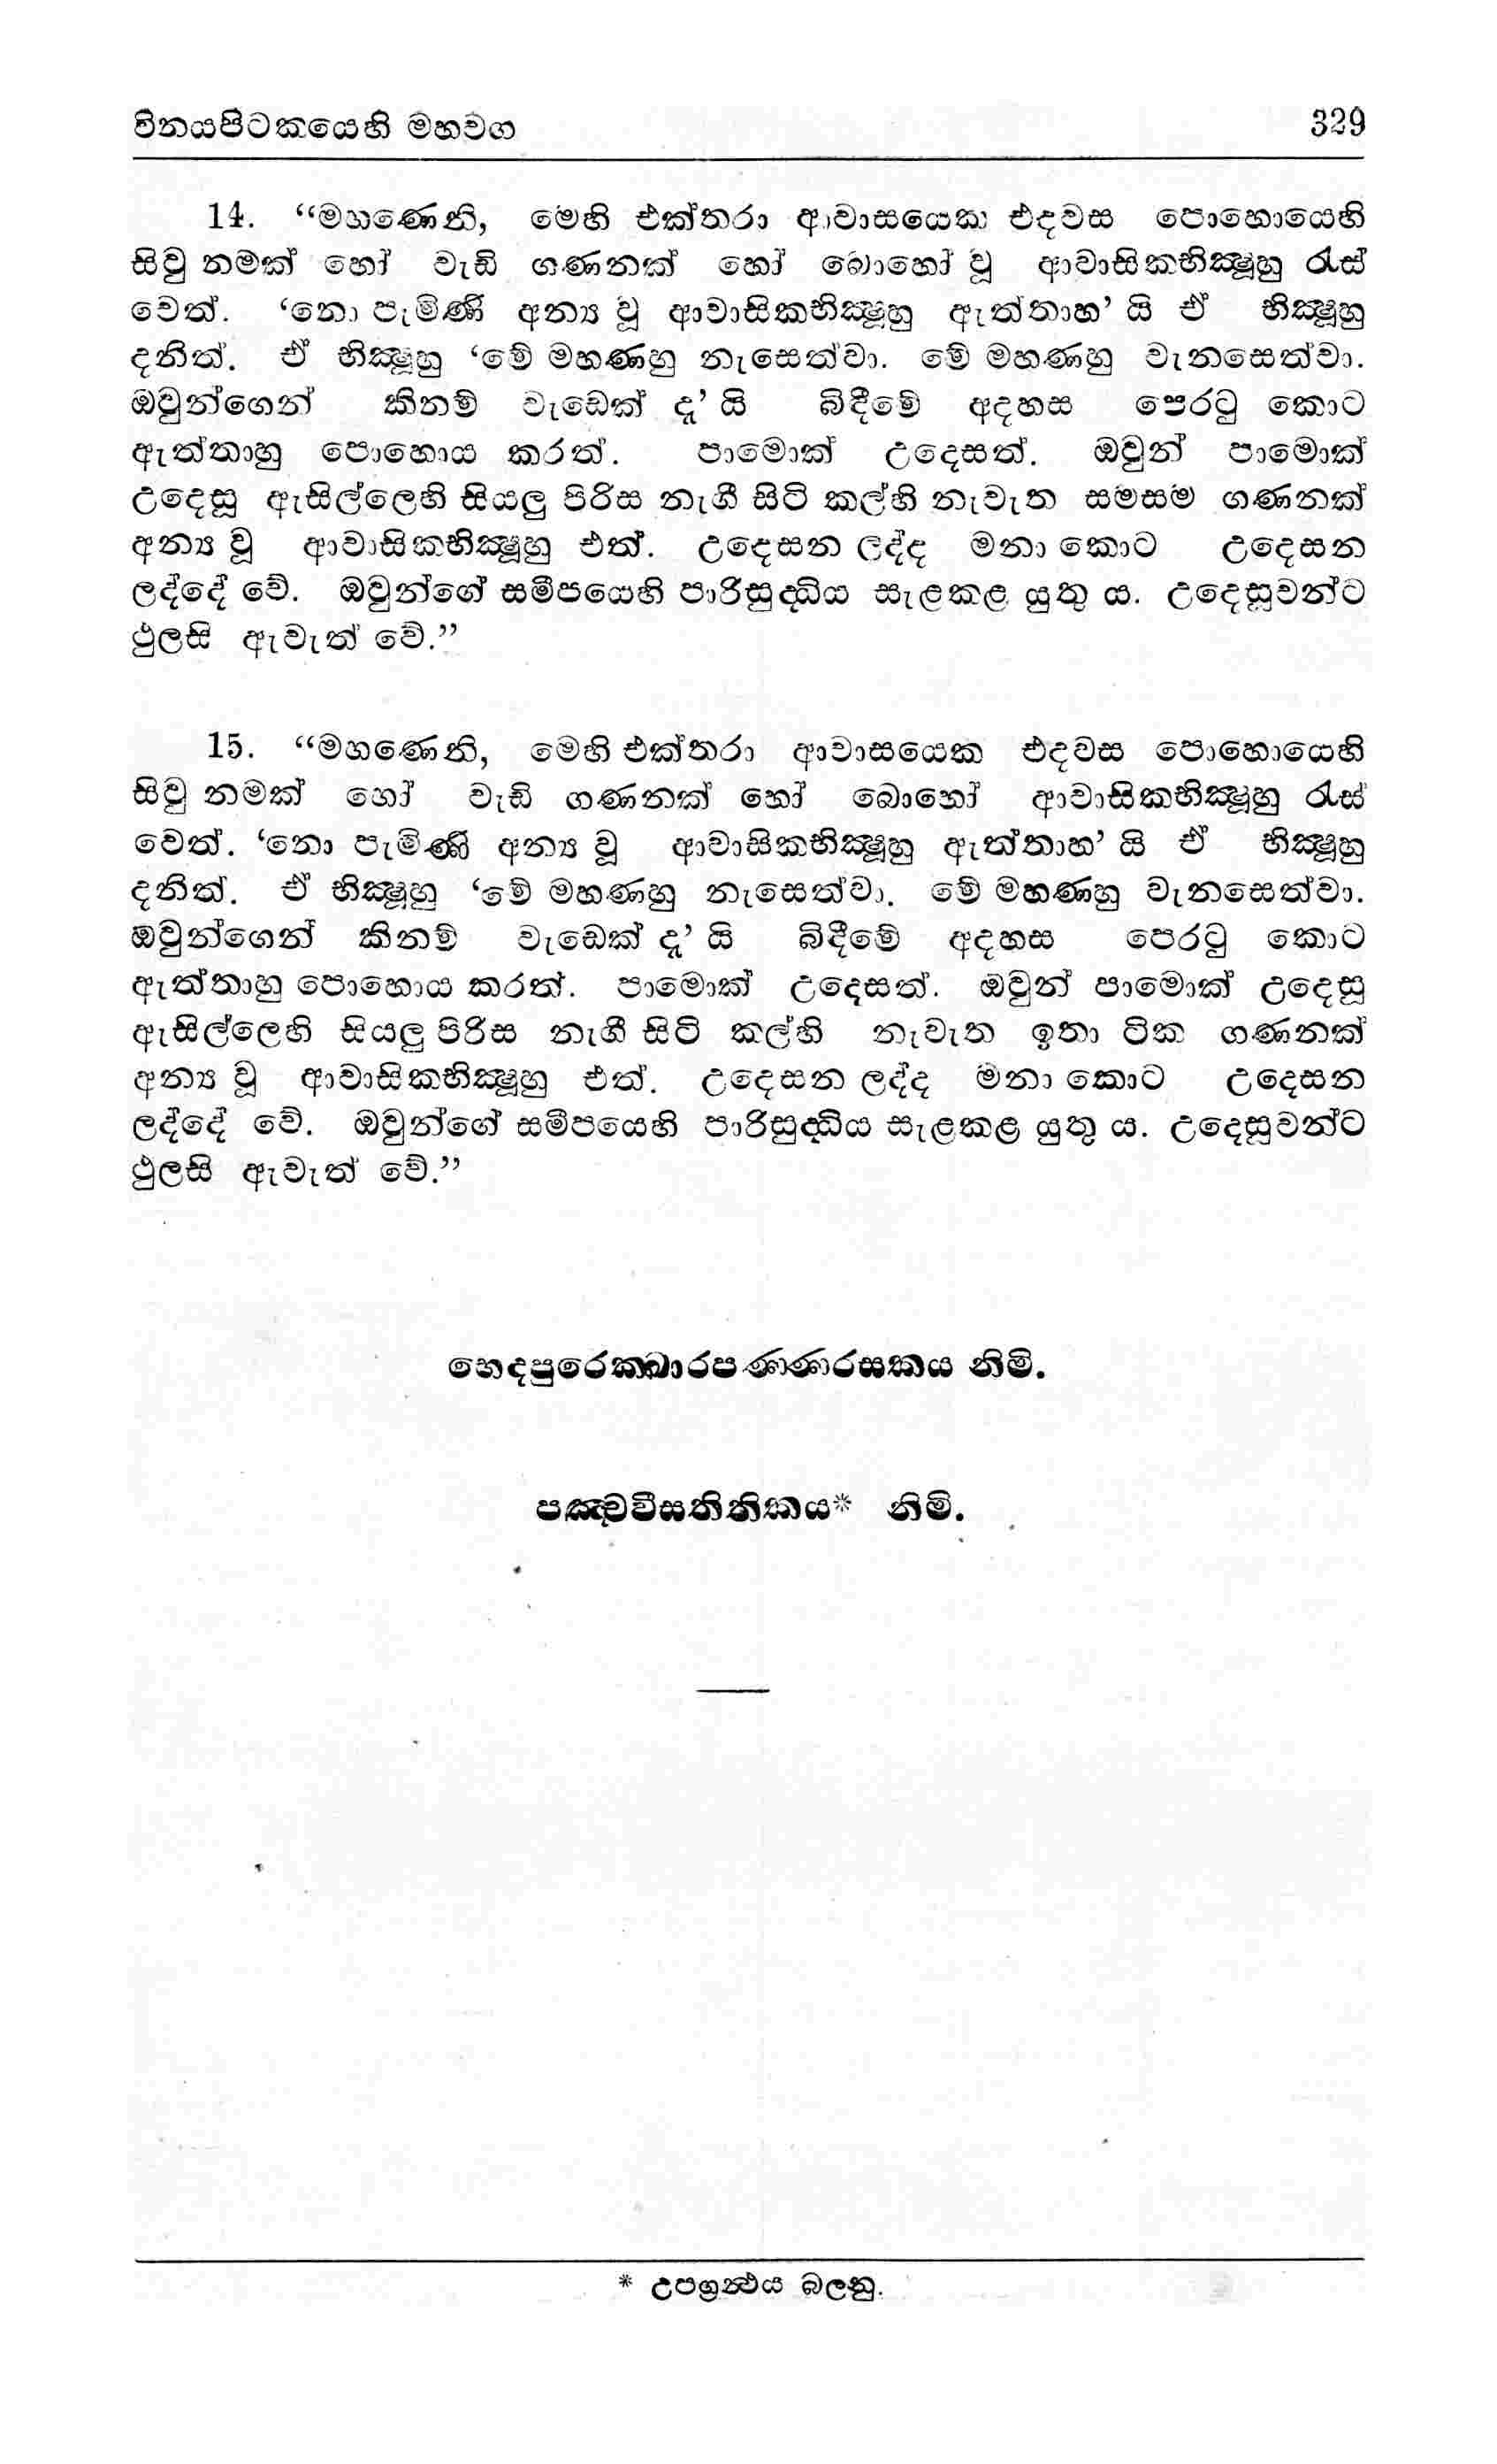 විනයපිටකයෙහි මහවග 329
14. “මහණෙනි, මෙහි එක්තරා ආවාසයෙක එදවස පොහොයෙහි
සිවු නමක් හෝ වැඩි ගණනක් හෝ බොහෝ වූ ආවාසිකභික්‍ෂූහු රැස්
වෙත්. ‘නො පැමිණි අන්‍ය වූ ආවාසිකභික්‍ෂූහු ඇත්තාහ’ යි ඒ භික්‍ෂූහු
දනිත්. ඒ භික්‍ෂූහු ‘මේ මහණහු නැසෙත්වා. මේ මහණහු වැනසෙත්වා.
ඔවුන්ගෙන් කිනම් වැඩෙක් දැ’ යි බිඳීමේ අදහස පෙරටු කොට
ඇත්තාහු පොහොය කරත්. පාමොක් උදෙසත්. ඔවුන් පාමොක්
උදෙසූ ඇසිල්ලෙහි සියලු පිරිස නැගී සිටි කල්හි නැවැත සමසම ගණනක්
අන්‍ය වූ ආවාසිකභික්‍ෂූහු එත්. උදෙසන ලද්ද මනා කොට උදෙසන
ලද්දේ වේ. ඔවුන්ගේ සමීපයෙහි පාරිසුද්‍ධිය සැළකළ යුතු ය. උදෙසූවන්ට
ථුලසි ඇවැත් වේ.”
15. “මහණෙනි, මෙහි එක්තරා ආවාසයෙක එදවස පොහොයෙහි
සිවු නමක් හෝ වැඩි ගණනක් හෝ බොහෝ ආවාසිකභික්‍ෂූහු රැස්
වෙත්. ‘නො පැමිණි අන්‍ය වූ ආවාසිකභික්‍ෂූහු ඇත්තාහ’ යි ඒ භික්‍ෂූහු
දනිත්. ඒ භික්‍ෂූහු ‘මේ මහණහු නැසෙත්වා. මේ මහණහු වැනසෙත්වා.
ඔවුන්ගෙන් කිනම් වැඩෙක් දැ’ යි බිඳීමේ අදහස පෙරටු කොට
ඇත්තාහු පොහොය කරත්. පාමොක් උදෙසත්. ඔවුන් පාමොක් උදෙසූ
ඇසිල්ලෙහි සියලු පිරිස නැගී සිටි කල්හි නැවැත ඉතා ටික ගණනක්
අන්‍ය වූ ආවාසිකභික්‍ෂූහු එත්. උදෙසන ලද්ද මනා කොට උදෙසන
ලද්දේ වේ. ඔවුන්ගේ සමීපයෙහි පාරිසුද්‍ධිය සැළකළ යුතු ය. උදෙසූවන්ට
ථුලසි ඇවැත් වේ.”
භෙදපුරෙක්‍ඛාරපණ්ණරසකය නිමි.
පඤ්චවීසතිතිකය* නිමි.
* උපග්‍රන්‍ථය බලනු.